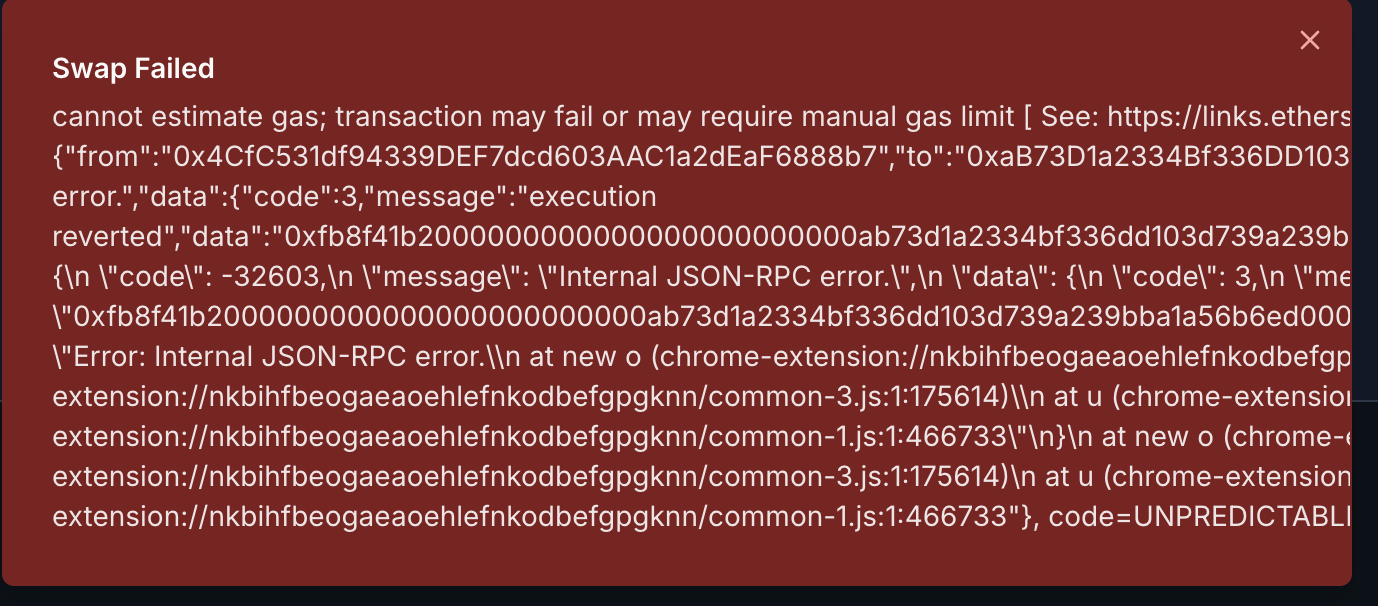 Swap Failed
cannot estimate gas; transaction may fail or may require manual gas limit [ See: https://links.ethers
{"from":"0x4CfC531df94339DEF7dcd603AAC1a2dEaF6888b7","to":"0xaB73D1a2334Bf336DD103
error.","data":{"code":3,"message":"execution
reverted","data":"0xfb8f41b2000000000000000000000000ab73d1a2334bf336dd103d739a239b
{\n \"code\": -32603,\n \"message\": \"Internal JSON-RPC error.\",\n \"data\": {\n \"code\": 3,\n \"me
\"0xfb8f41b2000000000000000000000000ab73d1a2334bf336dd103d739a239bba1a56b6ed000
\"Error: Internal JSON-RPC error.\\n at new o (chrome-extension://nkbihfbeogaeaoehlefnkodbefgp
extension://nkbihfbeogaeaoehlefnkodbefgpgknn/common-3.js:1:175614)\\n at u (chrome-extension
extension://nkbihfbeogaeaoehlefnkodbefgpgknn/common-1.js:1:466733\"\n}\n at new o (chrome-e
extension://nkbihfbeogaeaoehlefnkodbefgpgknn/common-3.js:1:175614)\n at u (chrome-extension
extension://nkbihfbeogaeaoehlefnkodbefgpgknn/common-1.js:1:466733"}, code=UNPREDICTABL